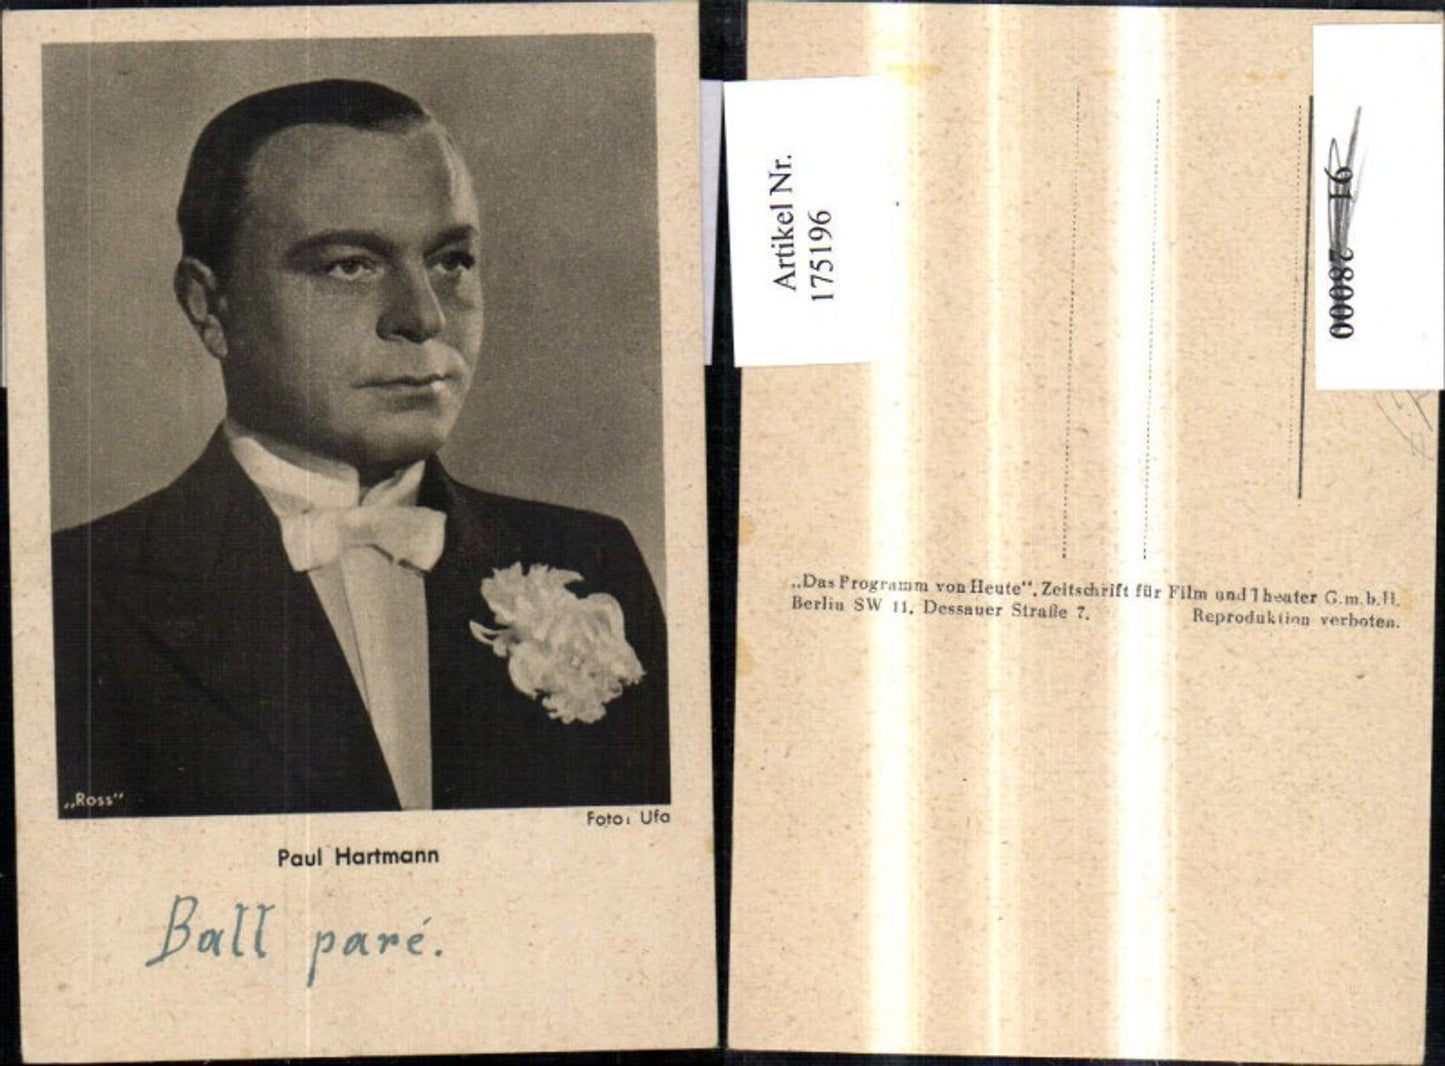 „Ross“
Foto: Ufa
Paul Hartmann
Ball paré.
Artikel Nr.
175196
„Das Programm von Heute“, Zeitschrift für Film und Theater G.m.b.H.
Berlin SW 11, Dessauer Straße 7. Reproduktion verboten.
91
28000